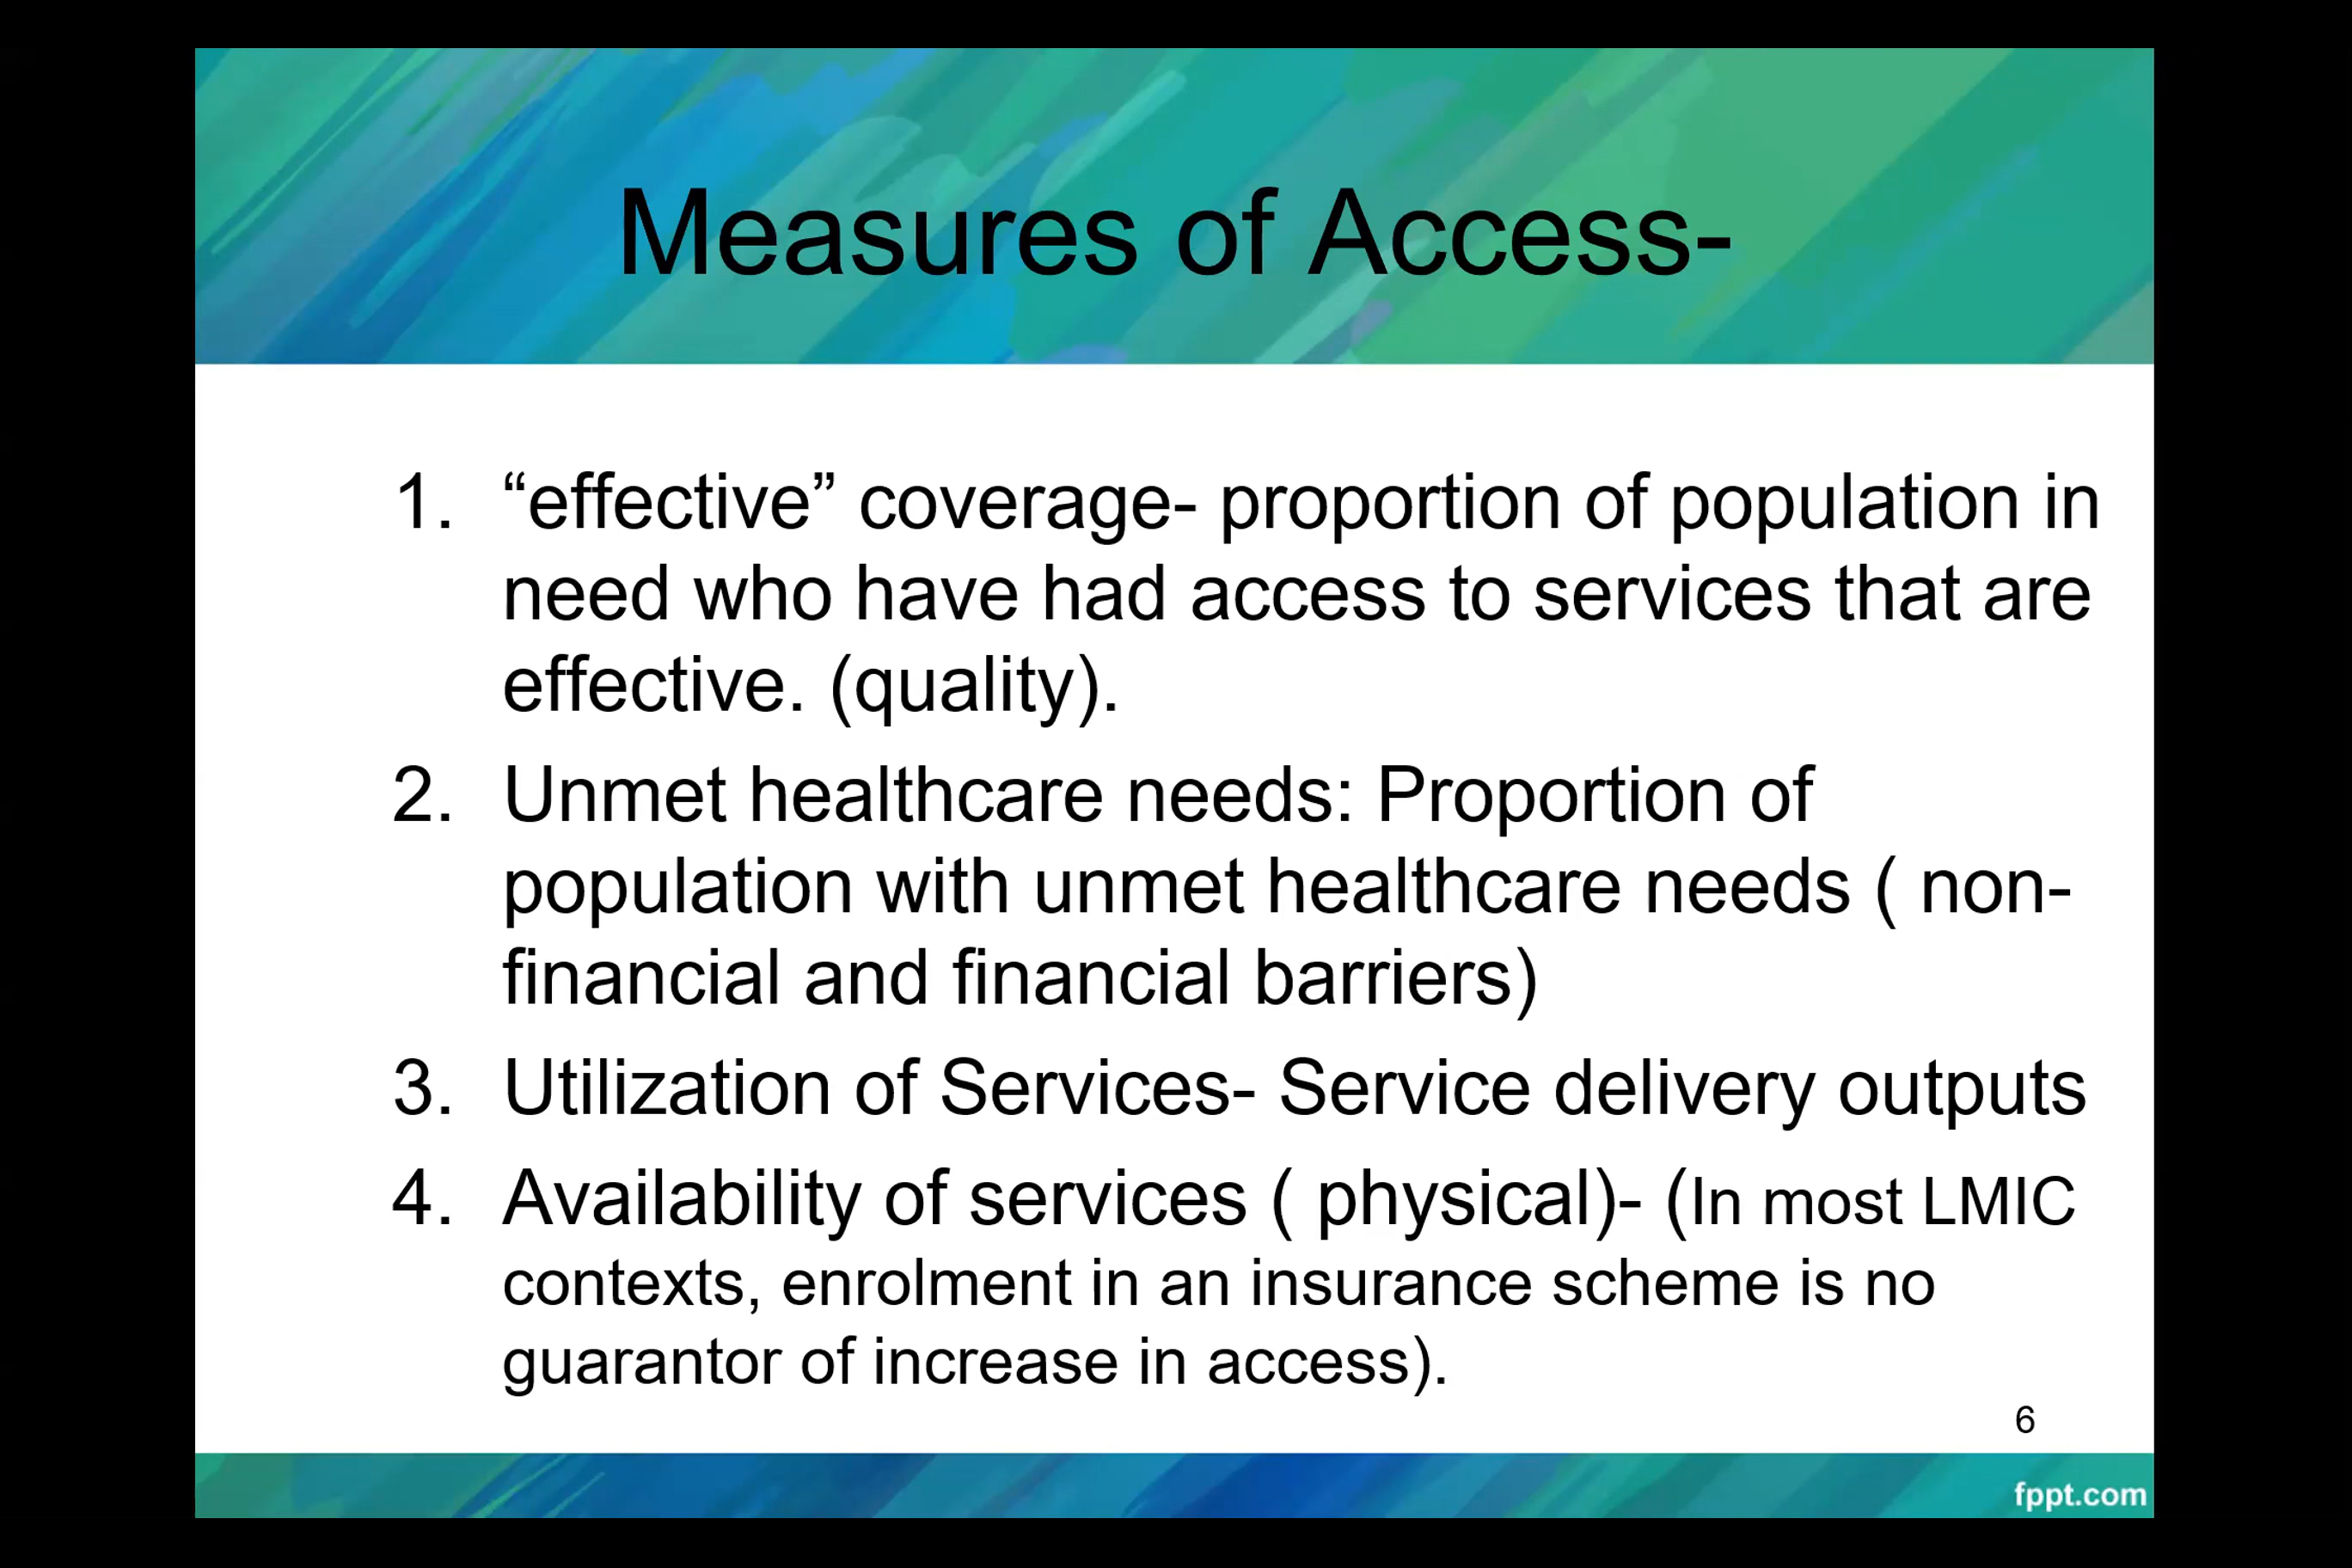 Measures of Access-
1. “effective” coverage- proportion of population in
need who have had access to services that are
effective. (quality).
2. Unmet healthcare needs: Proportion of
population with unmet healthcare needs ( non-
financial and financial barriers)
3. Utilization of Services- Service delivery outputs
4. Availability of services ( physical)- (In most LMIC
contexts, enrolment in an insurance scheme is no
guarantor of increase in access).
6
fppt.com